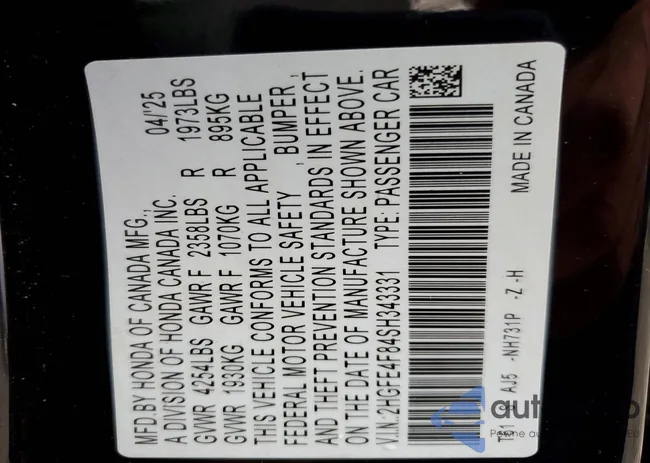 MFD.BY HONDA OF CANADA MFG., 04/'25
A DIVISION OF HONDA CANADA INC.
GVWR 4254LBS GAWR F 2358LBS R 1973LBS
GVWR 1930KG GAWR F 1070KG R 895KG
THIS VEHICLE CONFORMS TO ALL APPLICABLE
FEDERAL MOTOR VEHICLE SAFETY , BUMPER ,
AND THEFT PREVENTION STANDARDS IN EFFECT
ON THE DATE OF MANUFACTURE SHOWN ABOVE.
V.I.N.:2HGFE4F84SH343331 TYPE: PASSENGER CAR
MADE IN CANADA
AJ5 -NH731P -Z -H